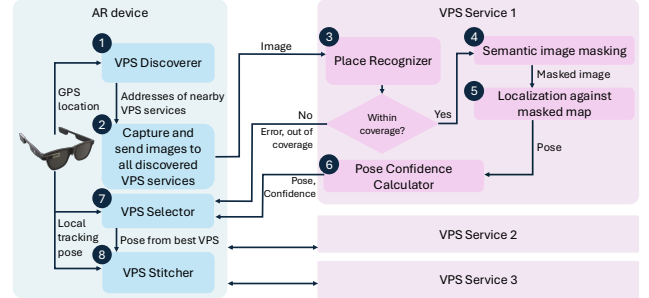 AR device
1
VPS Discoverer
GPS
location
Addresses of nearby
VPS services
2
Capture and
send images to
all discovered
VPS services
7
VPS Selector
Local
tracking
pose
Pose from best VPS
8
VPS Stitcher
Image
VPS Service 1
3
Place Recognizer
Within
coverage?
No
Error, out of
coverage
Yes
4
Semantic image masking
Masked image
5
Localization against
masked map
Pose
6
Pose Confidence
Calculator
Pose,
Confidence
VPS Service 2
VPS Service 3